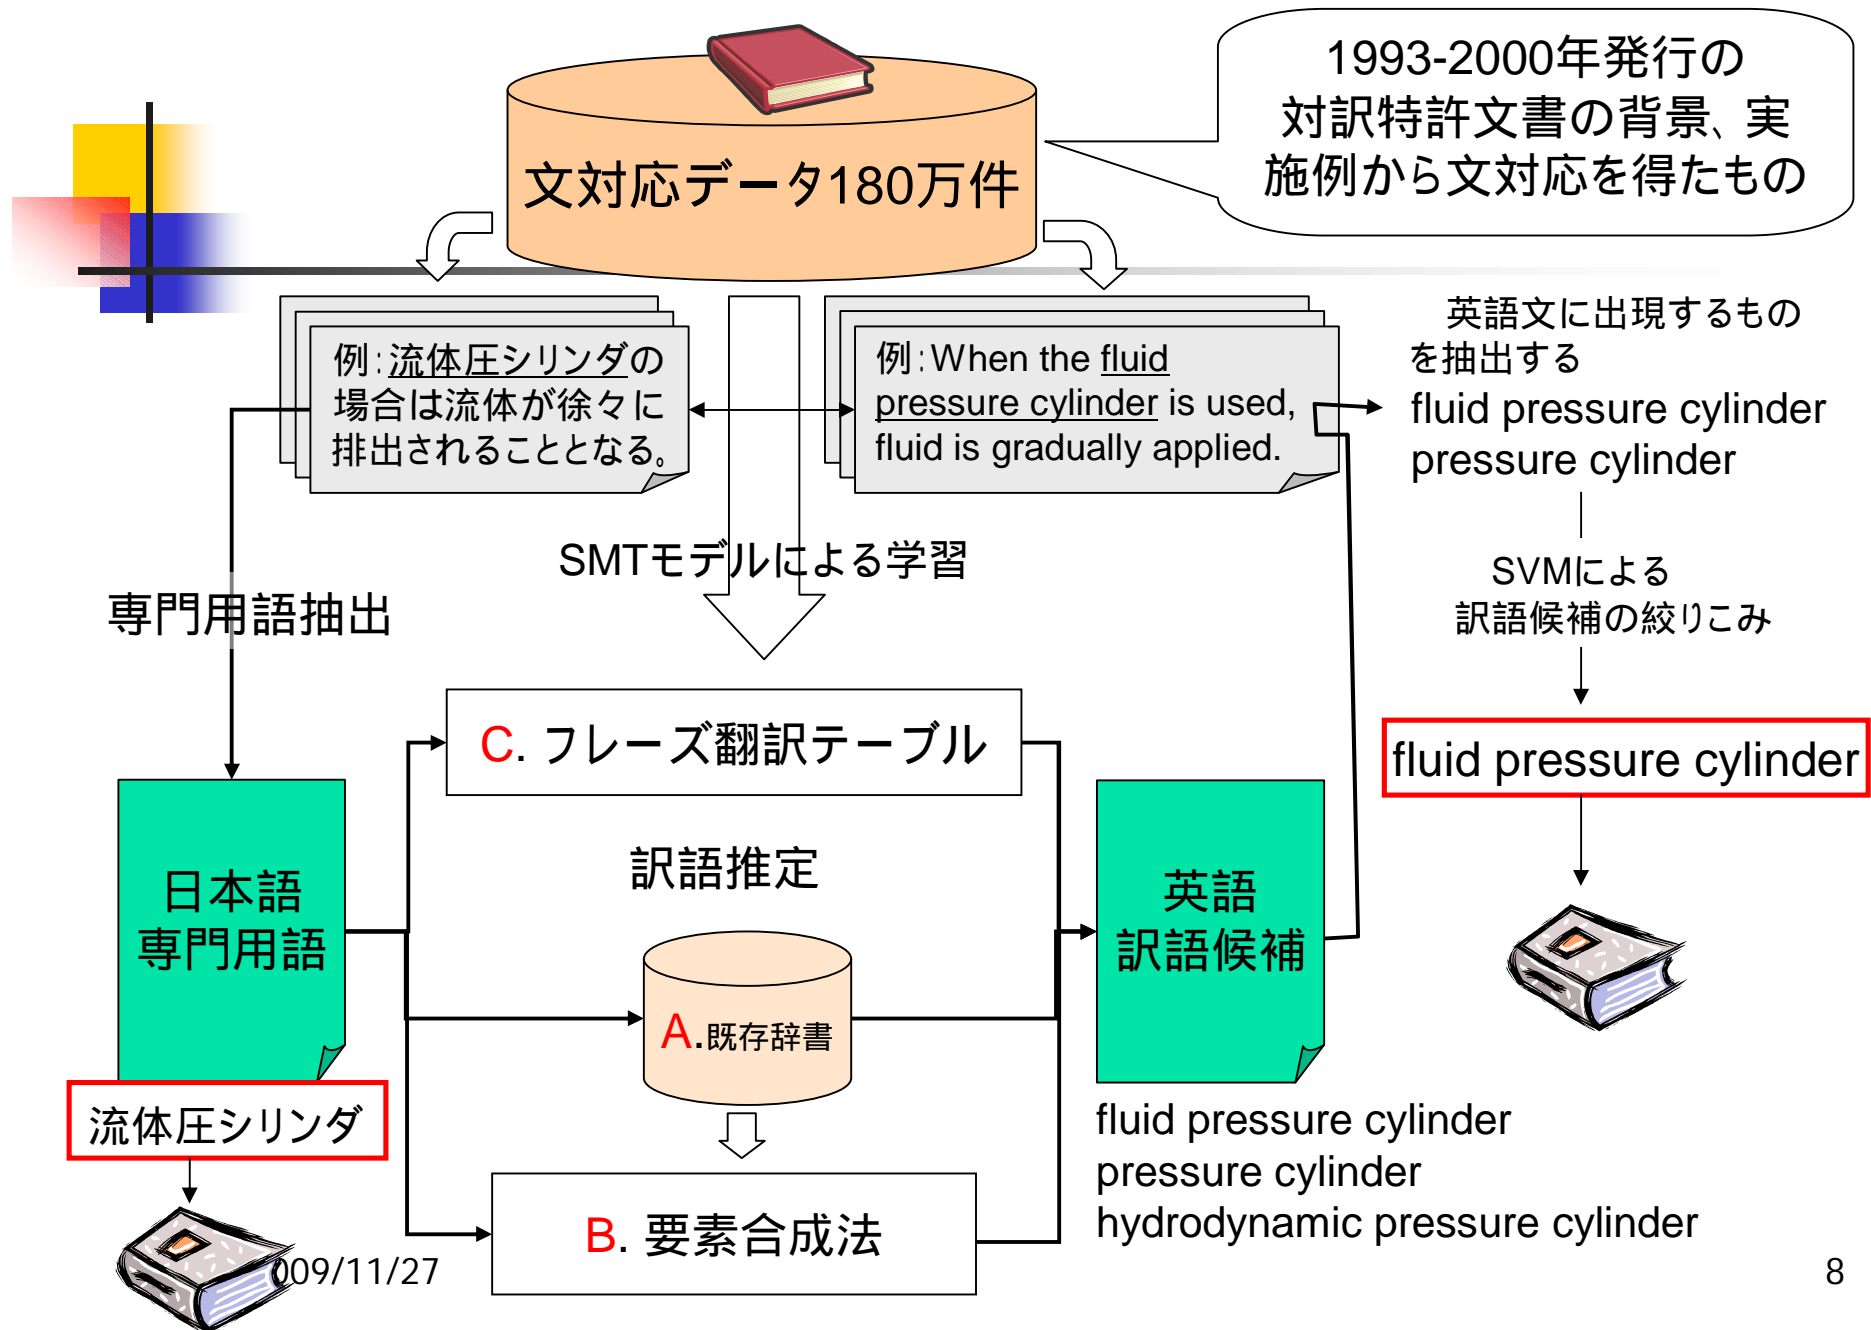 1993-2000年発行の
対訳特許文書の背景、実
施例から文対応を得たもの
文対応データ180万件
例:流体圧シリンダの
場合は流体が徐々に
排出されることとなる。
例:When the fluid
pressure cylinder is used,
fluid is gradually applied.
英語文に出現するもの
を抽出する
fluid pressure cylinder
pressure cylinder
SMTモデルによる学習
専門用語抽出
SVMによる
訳語候補の絞りこみ
C. フレーズ翻訳テーブル
fluid pressure cylinder
訳語推定
日本語
専門用語
A.既存辞書
英語
訳語候補
流体圧シリンダ
B. 要素合成法
fluid pressure cylinder
pressure cylinder
hydrodynamic pressure cylinder
009/11/27
8